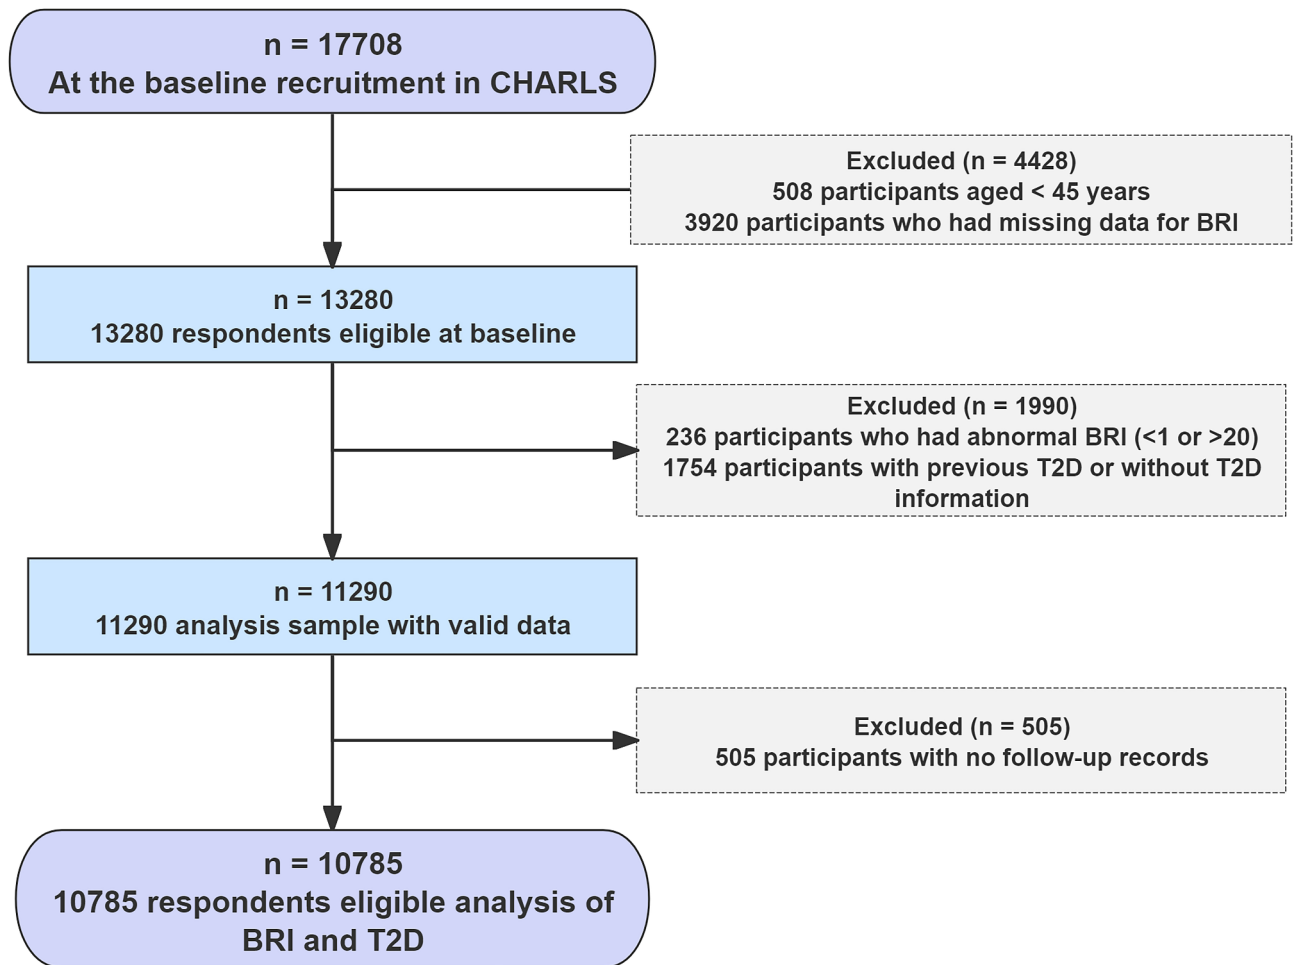 n = 17708
At the baseline recruitment in CHARLS
Excluded (n = 4428)
508 participants aged < 45 years
3920 participants who had missing data for BRI
n = 13280
13280 respondents eligible at baseline
Excluded (n = 1990)
236 participants who had abnormal BRI (<1 or >20)
1754 participants with previous T2D or without T2D
information
n = 11290
11290 analysis sample with valid data
Excluded (n = 505)
505 participants with no follow-up records
n = 10785
10785 respondents eligible analysis of
BRI and T2D